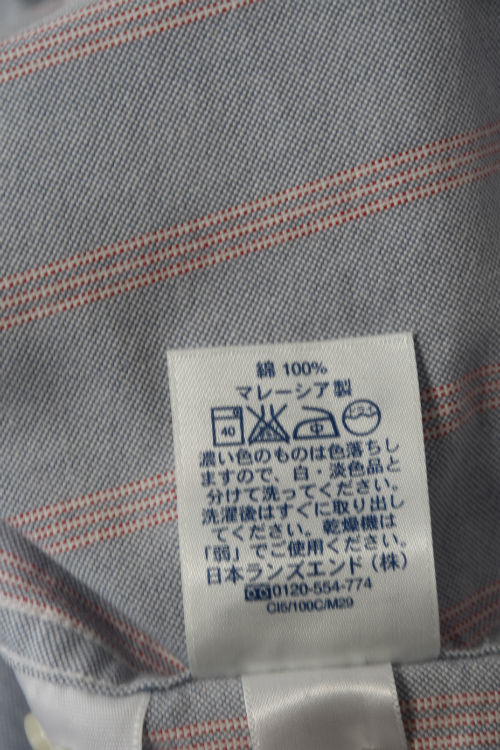 綿 100%
マレーシア製
40 中 ドライ
濃い色のものは色落ちし
ますので、白・淡色品と
分けて洗ってください。
洗濯後はすぐに取り出し
てください。乾燥機は
「弱」でご使用ください。
日本ランズエンド（株）
0120-554-774
CI5/100C/M29